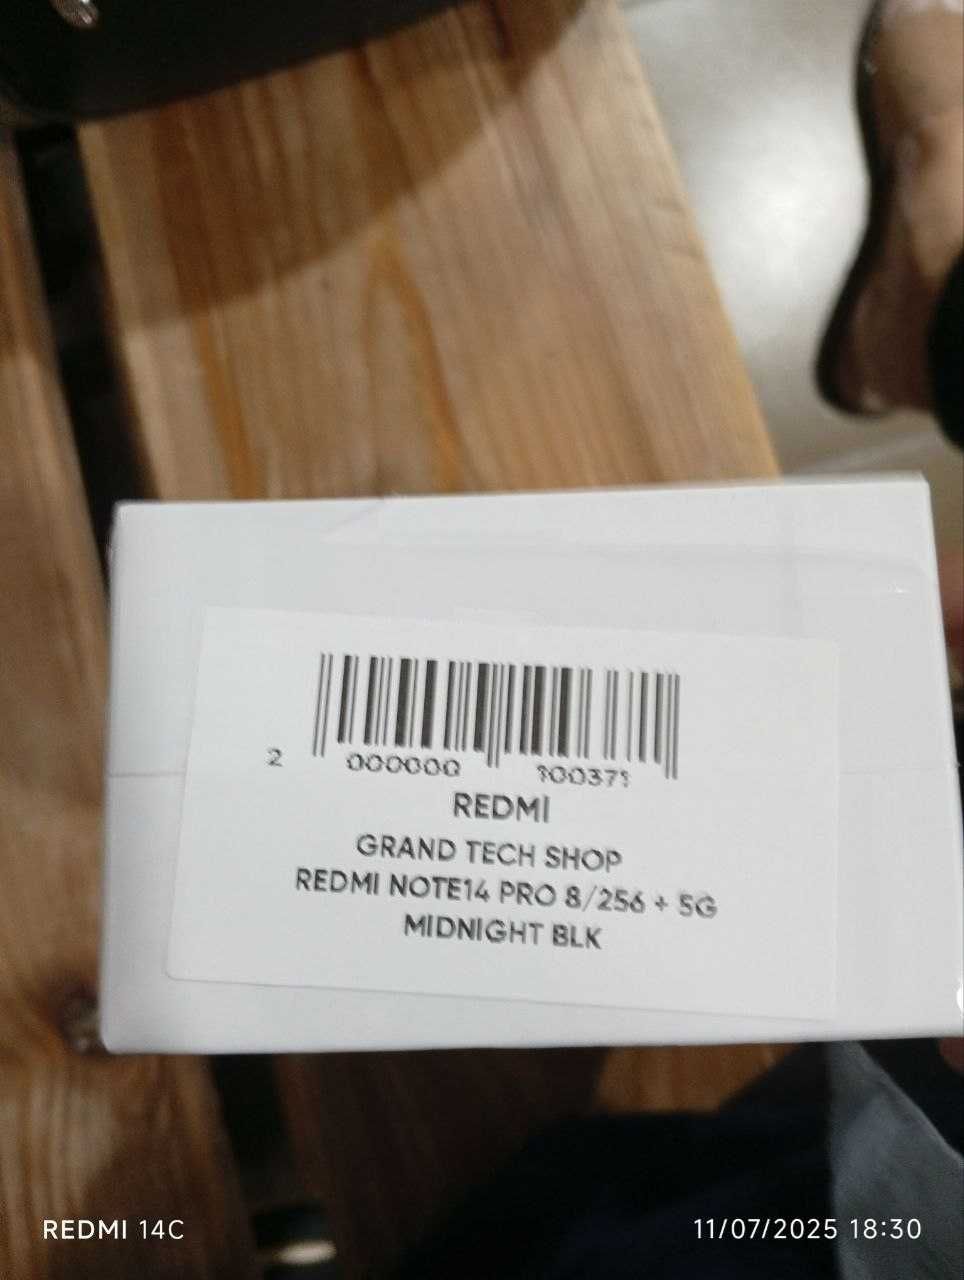 2 000000 100371
REDMI
GRAND TECH SHOP
REDMI NOTE14 PRO 8/256 + 5G
MIDNIGHT BLK
REDMI 14C
11/07/2025 18:30